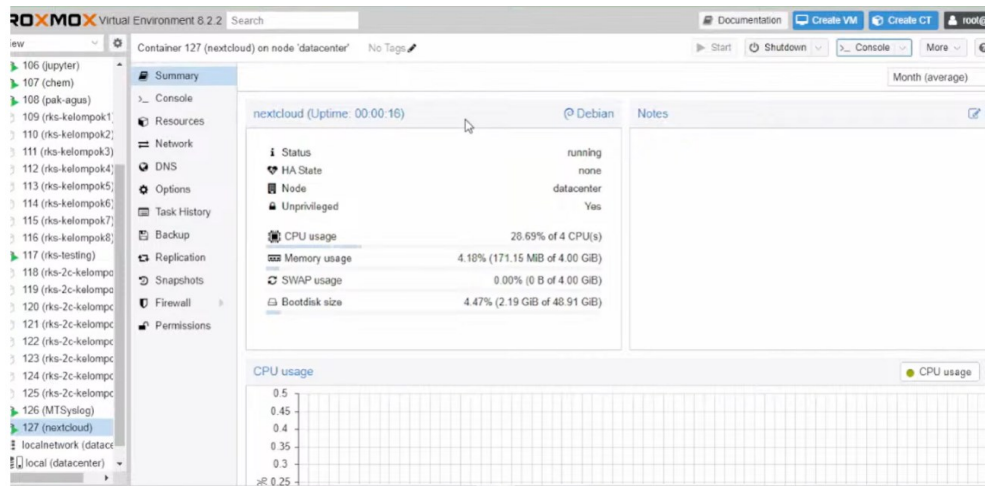 ROXMOX Virtual Environment 8.2.2 Search Documentation Create VM Create CT root@
iew
Container 127 (nextcloud) on node 'datacenter' No Tags Start Shutdown Console More
106 (jupyter)
107 (chem)
108 (pak-agus)
109 (rks-kelompok1)
110 (rks-kelompok2)
111 (rks-kelompok3)
112 (rks-kelompok4)
113 (rks-kelompok5)
114 (rks-kelompok6)
115 (rks-kelompok7)
116 (rks-kelompok8)
117 (rks-testing)
118 (rks-2c-kelompo
119 (rks-2c-kelompo
120 (rks-2c-kelompc
121 (rks-2c-kelompc
122 (rks-2c-kelompc
123 (rks-2c-kelompc
124 (rks-2c-kelompc
125 (rks-2c-kelompc
126 (MTSyslog)
127 (nextcloud)
localnetwork (datace
local (datacenter)
Summary
Console
Resources
Network
DNS
Options
Task History
Backup
Replication
Snapshots
Firewall
Permissions
Month (average)
nextcloud (Uptime: 00:00:16) Debian
Status running
HA State none
Node datacenter
Unprivileged Yes
CPU usage 28.69% of 4 CPU(s)
Memory usage 4.18% (171.15 MiB of 4.00 GiB)
SWAP usage 0.00% (0 B of 4.00 GiB)
Bootdisk size 4.47% (2.19 GiB of 48.91 GiB)
Notes
CPU usage
CPU usage
0.5
0.45
0.4
0.35
0.3
0.25